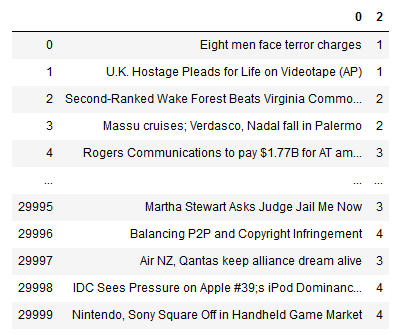 0 2
0 Eight men face terror charges 1
1 U.K. Hostage Pleads for Life on Videotape (AP) 1
2 Second-Ranked Wake Forest Beats Virginia Commo... 2
3 Massu cruises; Verdasco, Nadal fall in Palermo 2
4 Rogers Communications to pay $1.77B for AT am... 3
... ... ...
29995 Martha Stewart Asks Judge Jail Me Now 3
29996 Balancing P2P and Copyright Infringement 4
29997 Air NZ, Qantas keep alliance dream alive 3
29998 IDC Sees Pressure on Apple #39;s iPod Dominanc... 4
29999 Nintendo, Sony Square Off in Handheld Game Market 4